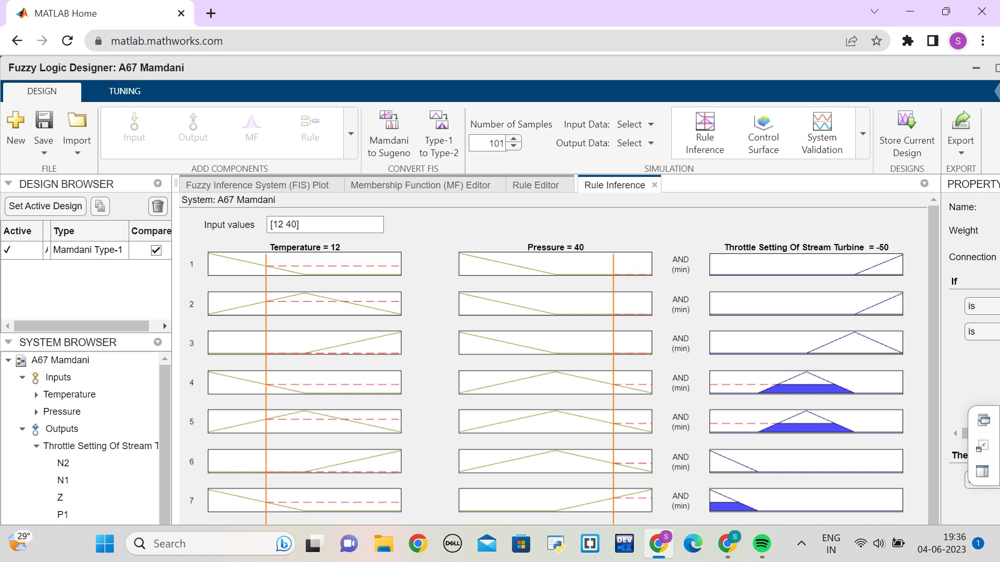 MATLAB Home
matlab.mathworks.com
S
Fuzzy Logic Designer: A67 Mamdani
DESIGN
TUNING
New
Save
Import
FILE
Input
Output
MF
Rule
ADD COMPONENTS
Mamdani
to Sugeno
Type-1
to Type-2
CONVERT FIS
Number of Samples
101
Input Data: Select
Output Data: Select
Rule
Inference
Control
Surface
System
Validation
SIMULATION
Store Current
Design
DESIGNS
Export
EXPORT
DESIGN BROWSER
Set Active Design
Active Type Compare
Mamdani Type-1
SYSTEM BROWSER
A67 Mamdani
Inputs
Temperature
Pressure
Outputs
Throttle Setting Of Stream T
N2
N1
Z
P1
Fuzzy Inference System (FIS) Plot
Membership Function (MF) Editor
Rule Editor
Rule Inference
System: A67 Mamdani
Input values [12 40]
Temperature = 12
Pressure = 40
Throttle Setting Of Stream Turbine = -50
1
AND
(min)
2
AND
(min)
3
AND
(min)
4
AND
(min)
5
AND
(min)
6
AND
(min)
7
AND
(min)
PROPERTY
Name:
Weight
Connection
If
is
is
The
29°
Search
DELL
DEV
C++
S
S
ENG
IN
19:36
04-06-2023
1